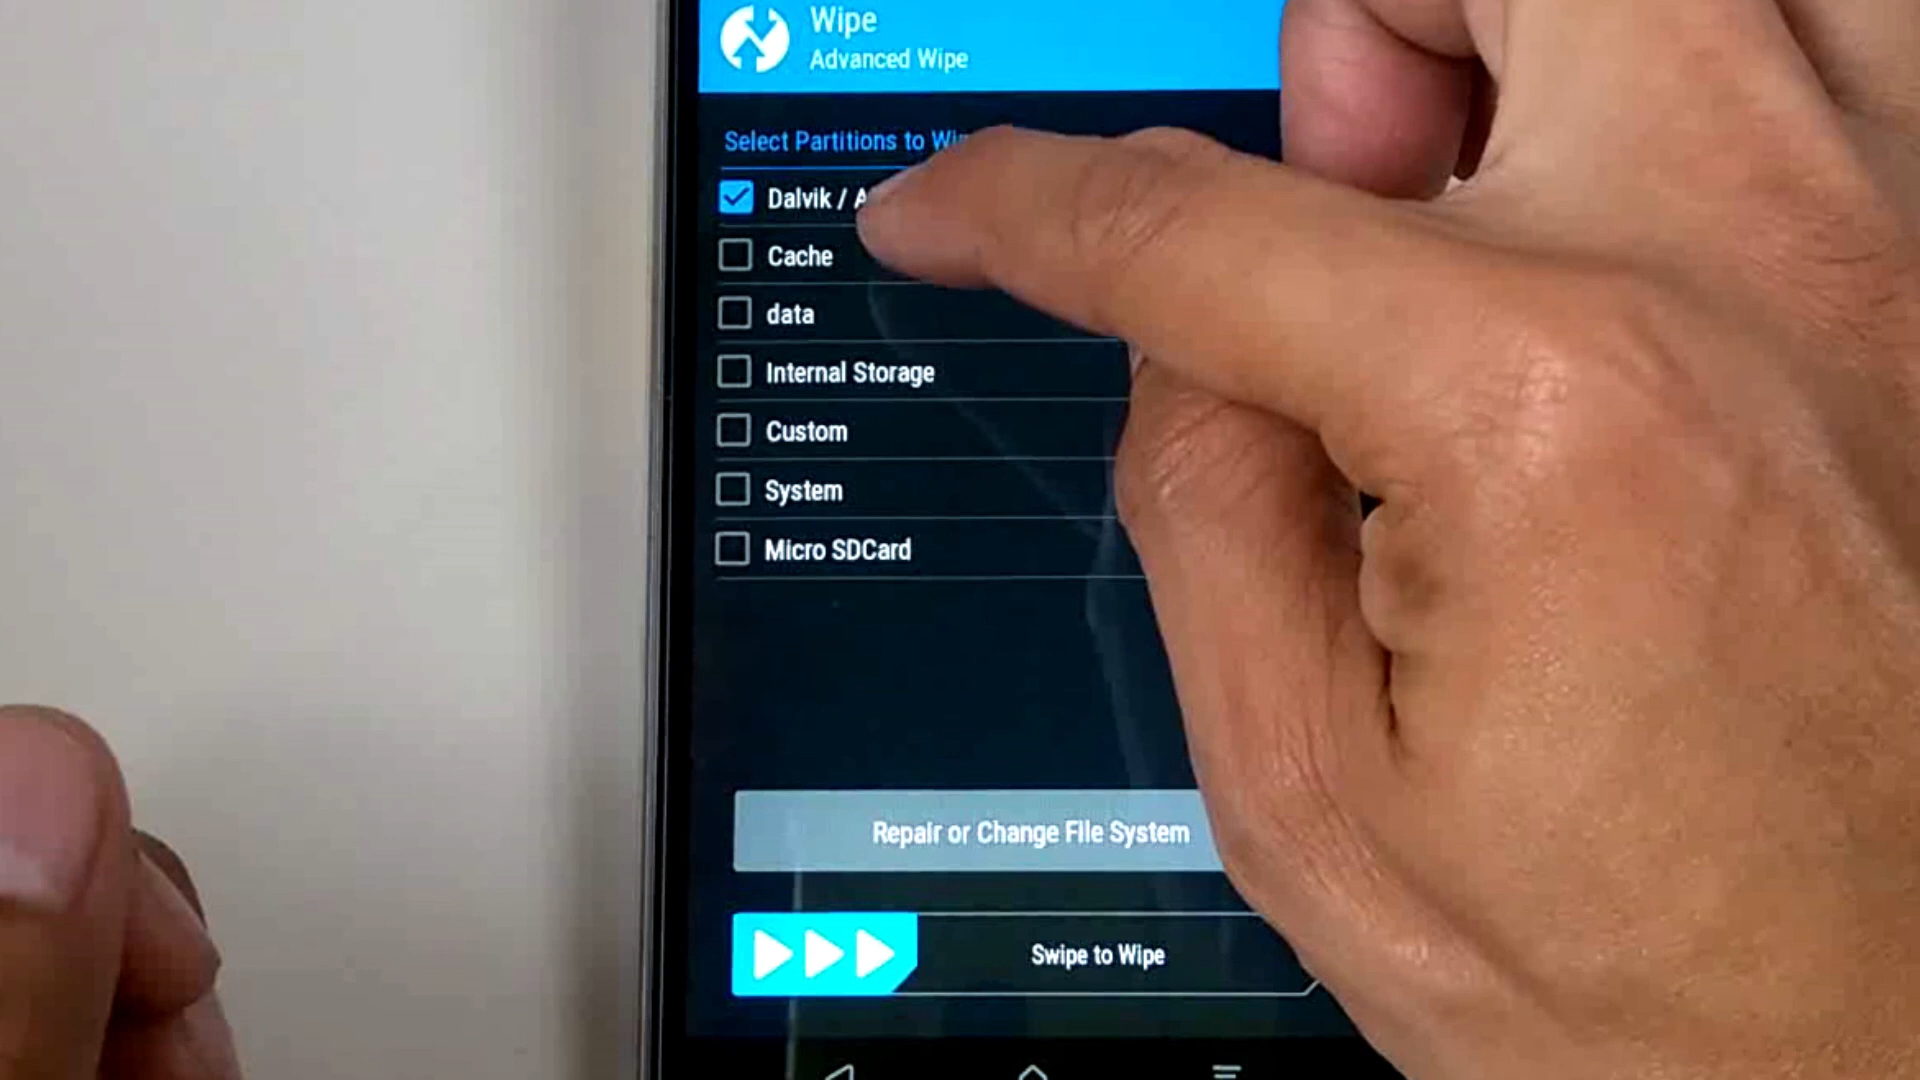 Wipe
Advanced Wipe
Select Partitions to
Dalvik /
Cache
data
Internal Storage
Custom
System
Micro SDCard
Repair or Change File System
Swipe to Wipe